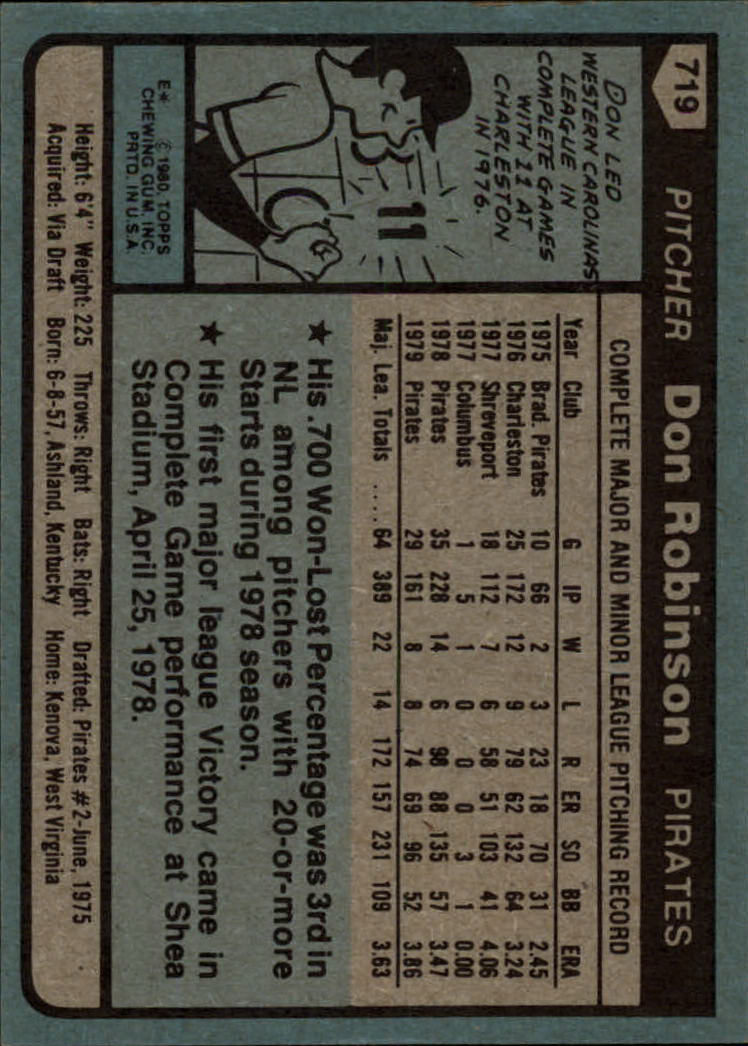 719
PITCHER Don Robinson PIRATES
DON LED
WESTERN CAROLINAS
LEAGUE IN
COMPLETE GAMES
WITH 11 AT
CHARLESTON
IN 1976.
11
E* © 1980 TOPPS
CHEWING GUM, INC.
PRTD. IN U.S.A.
COMPLETE MAJOR AND MINOR LEAGUE PITCHING RECORD
Year Club G IP W L R ER SO BB ERA
1975 Brad. Pirates 10 66 2 3 23 18 70 31 2.45
1976 Charleston 25 172 12 9 79 62 132 64 3.24
1977 Shreveport 18 112 7 6 58 51 103 41 4.06
1977 Columbus 1 5 1 0 0 0 3 1 0.00
1978 Pirates 35 228 14 6 98 88 135 57 3.47
1979 Pirates 29 161 8 8 74 69 96 52 3.86
Maj. Lea. Totals ..... 64 389 22 14 172 157 231 109 3.63
★ His .700 Won-Lost Percentage was 3rd in
NL among pitchers with 20-or-more
Starts during 1978 season.
★ His first major league Victory came in
Complete Game performance at Shea
Stadium, April 25, 1978.
Height: 6'4" Weight: 225 Throws: Right Bats: Right Drafted: Pirates #2-June, 1975
Acquired: Via Draft Born: 6-8-57, Ashland, Kentucky Home: Kenova, West Virginia